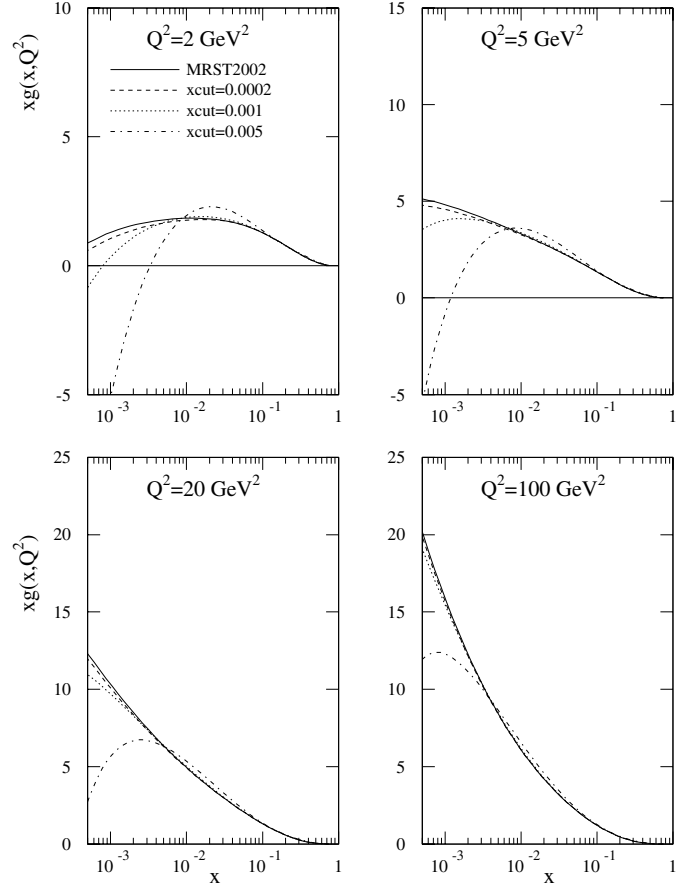 Q²=2 GeV²
xg(x,Q²)
10
5
0
-5
MRST2002
xcut=0.0002
xcut=0.001
xcut=0.005
10⁻³ 10⁻² 10⁻¹ 1
Q²=5 GeV²
15
10
5
0
-5
10⁻³ 10⁻² 10⁻¹ 1
Q²=20 GeV²
xg(x,Q²)
25
20
15
10
5
0
10⁻³ 10⁻² 10⁻¹ 1
x
Q²=100 GeV²
25
20
15
10
5
0
10⁻³ 10⁻² 10⁻¹ 1
x